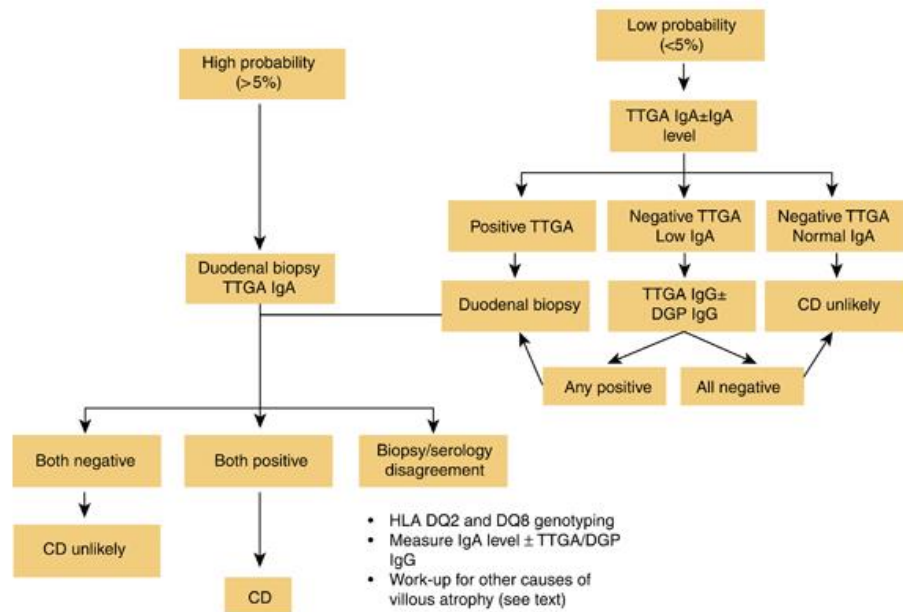 Low probability
(<5%)
High probability
(>5%)
TTGA IgA±IgA
level
Positive TTGA
Negative TTGA
Low IgA
Negative TTGA
Normal IgA
Duodenal biopsy
TTGA IgA
Duodenal biopsy
TTGA IgG±
DGP IgG
CD unlikely
Any positive
All negative
Both negative
Both positive
Biopsy/serology
disagreement
CD unlikely
CD
• HLA DQ2 and DQ8 genotyping
• Measure IgA level ± TTGA/DGP
IgG
• Work-up for other causes of
villous atrophy (see text)